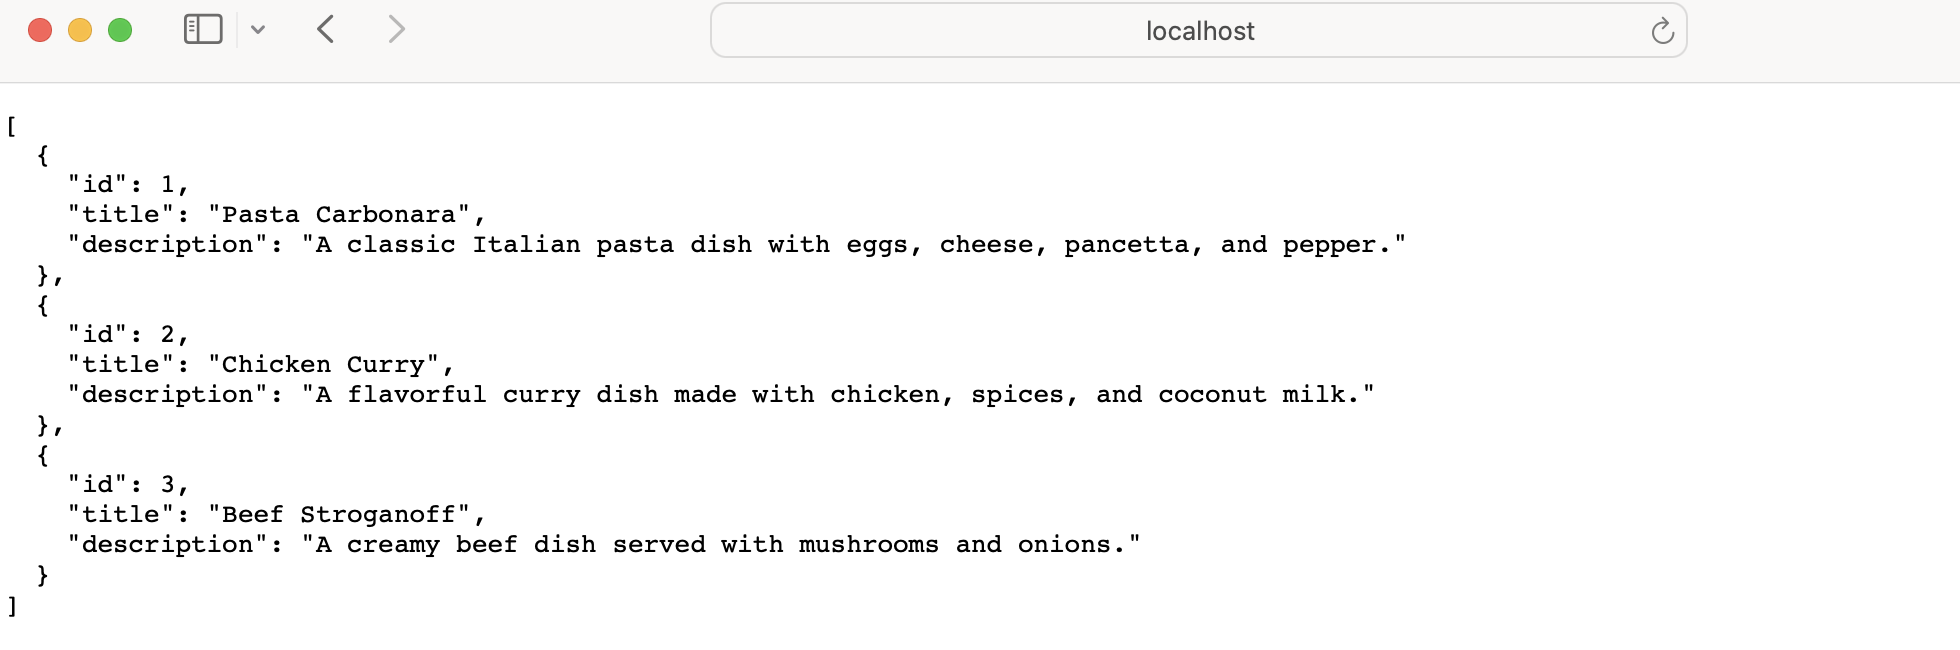 localhost
[
  {
    "id": 1,
    "title": "Pasta Carbonara",
    "description": "A classic Italian pasta dish with eggs, cheese, pancetta, and pepper."
  },
  {
    "id": 2,
    "title": "Chicken Curry",
    "description": "A flavorful curry dish made with chicken, spices, and coconut milk."
  },
  {
    "id": 3,
    "title": "Beef Stroganoff",
    "description": "A creamy beef dish served with mushrooms and onions."
  }
]